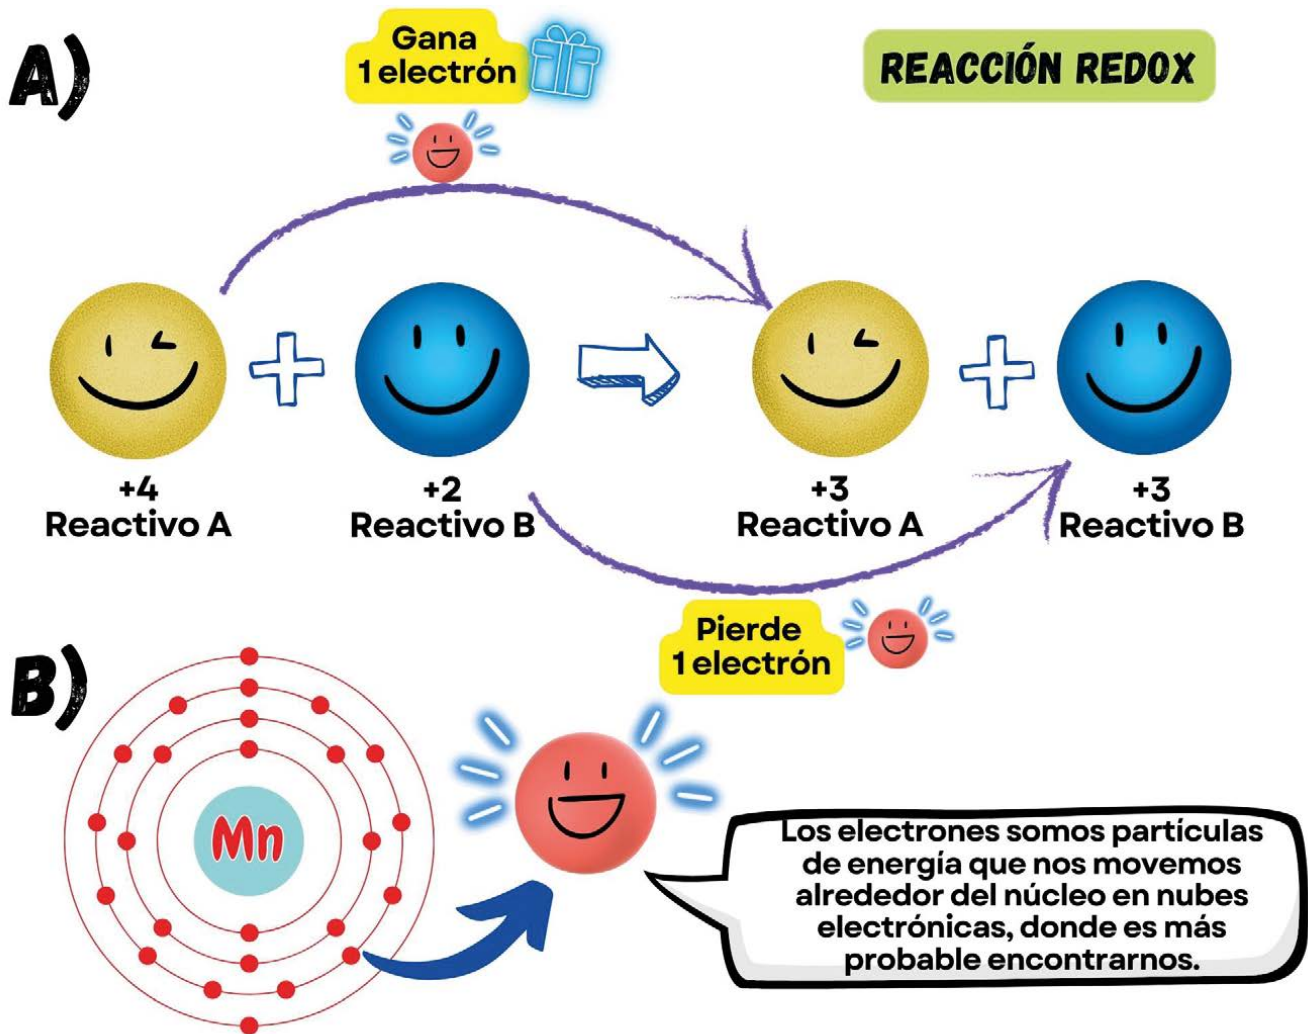 A)
Gana
1 electrón
REACCIÓN REDOX
+4
Reactivo A
+2
Reactivo B
+3
Reactivo A
+3
Reactivo B
Pierde
1 electrón
B)
Mn
Los electrones somos partículas
de energía que nos movemos
alrededor del núcleo en nubes
electrónicas, donde es más
probable encontrarnos.